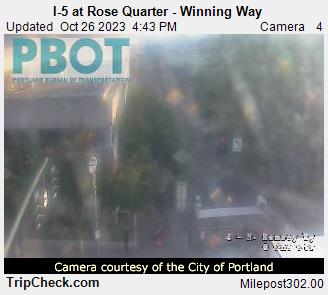 I-5 at Rose Quarter - Winning Way
Updated Oct 26 2023 4:43 PM Camera 4
PBOT
PORTLAND BUREAU OF TRANSPORTATION
Camera courtesy of the City of Portland
TripCheck.com Milepost302.00